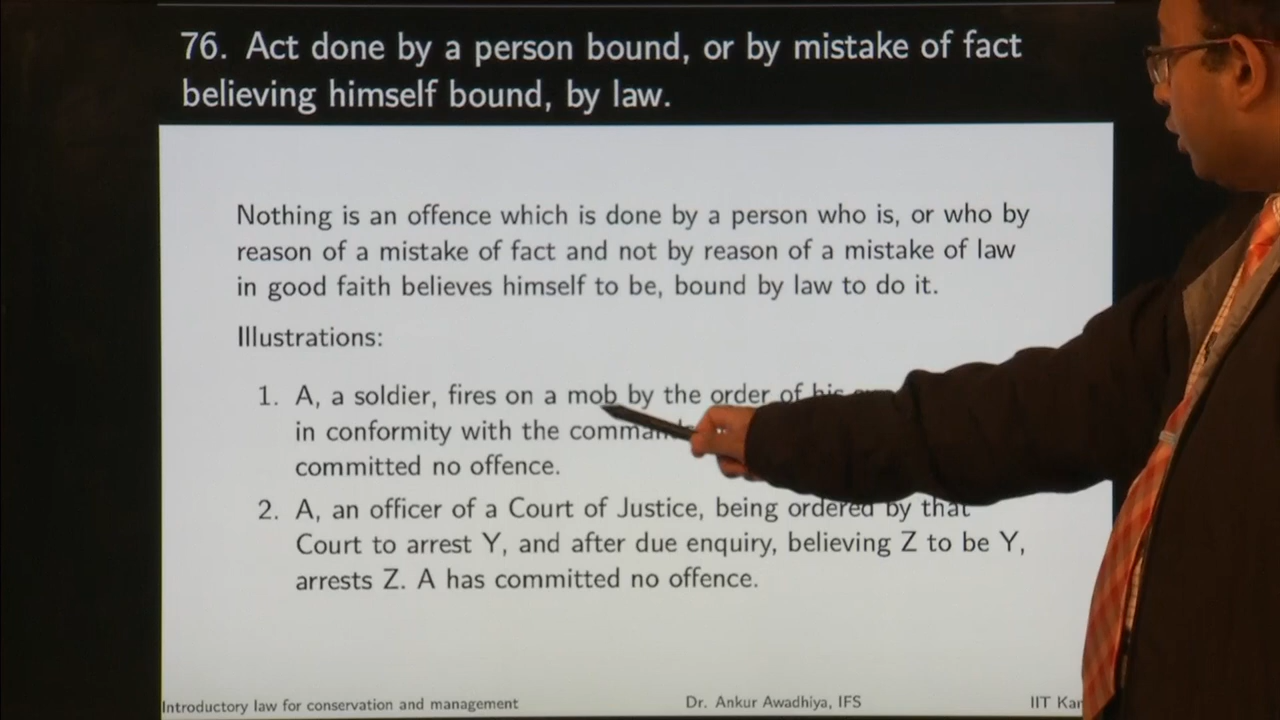 76. Act done by a person bound, or by mistake of fact
believing himself bound, by law.
Nothing is an offence which is done by a person who is, or who by
reason of a mistake of fact and not by reason of a mistake of law
in good faith believes himself to be, bound by law to do it.
Illustrations:
1. A, a soldier, fires on a mob by the order of his
in conformity with the
committed no offence.
2. A, an officer of a Court of Justice, being ordered by that
Court to arrest Y, and after due enquiry, believing Z to be Y,
arrests Z. A has committed no offence.
Introductory law for conservation and management Dr. Ankur Awadhiya, IFS IIT